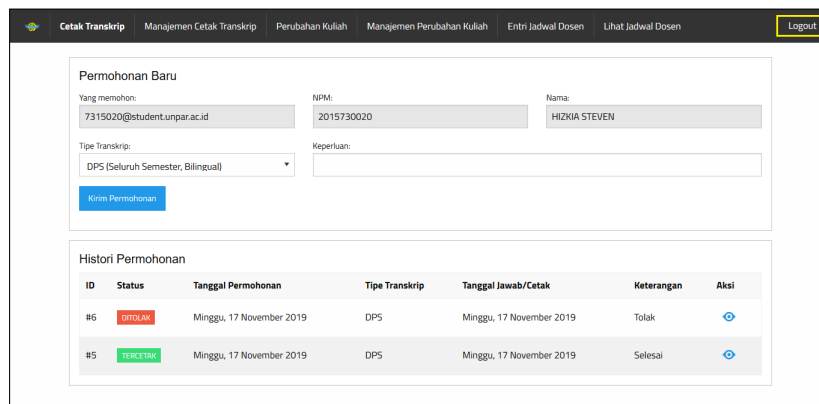 Cetak Transkrip Manajemen Cetak Transkrip Perubahan Kuliah Manajemen Perubahan Kuliah Entri Jadwal Dosen Lihat Jadwal Dosen Logout
Permohonan Baru
Yang memohon: NPM: Nama:
7315020@student.unpar.ac.id 2015730020 HIZKIA STEVEN
Tipe Transkrip: Keperluan:
DPS (Seluruh Semester, Bilingual)
Kirim Permohonan
Histori Permohonan
ID Status Tanggal Permohonan Tipe Transkrip Tanggal Jawab/Cetak Keterangan Aksi
#6 DITOLAK Minggu, 17 November 2019 DPS Minggu, 17 November 2019 Tolak
#5 TERCETAK Minggu, 17 November 2019 DPS Minggu, 17 November 2019 Selesai